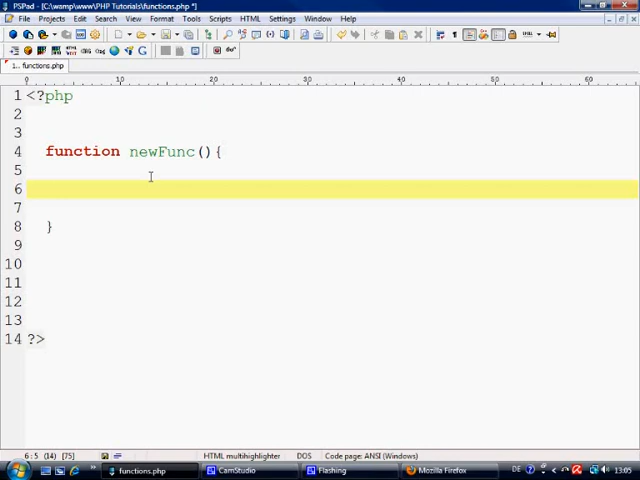 PSPad - [C:\wamp\www\PHP Tutorials\functions.php *]
File Projects Edit Search View Format Tools Scripts HTML Settings Window Help
1.. functions.php
0 10 20 30 40 50 60
1 <?php
2
3
4 function newFunc(){
5
6
7
8 }
9
10
11
12
13
14 ?>
6:5 (14) [75] HTML multihighlighter DOS Code page: ANSI (Windows)
functions.php CamStudio Flashing Mozilla Firefox DE 13:05